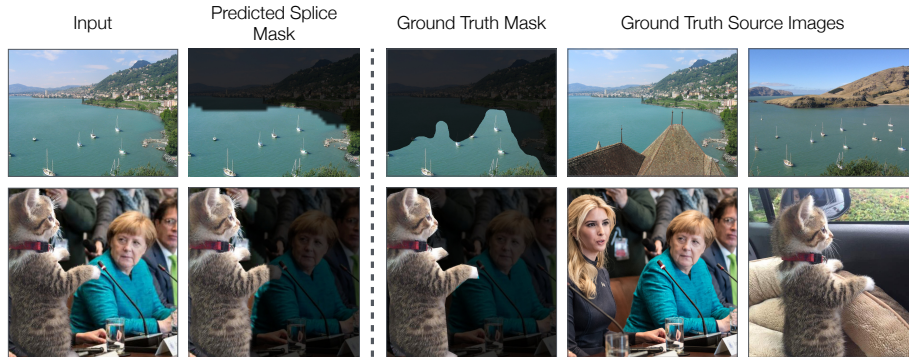 Input
Predicted Splice
Mask
Ground Truth Mask
Ground Truth Source Images